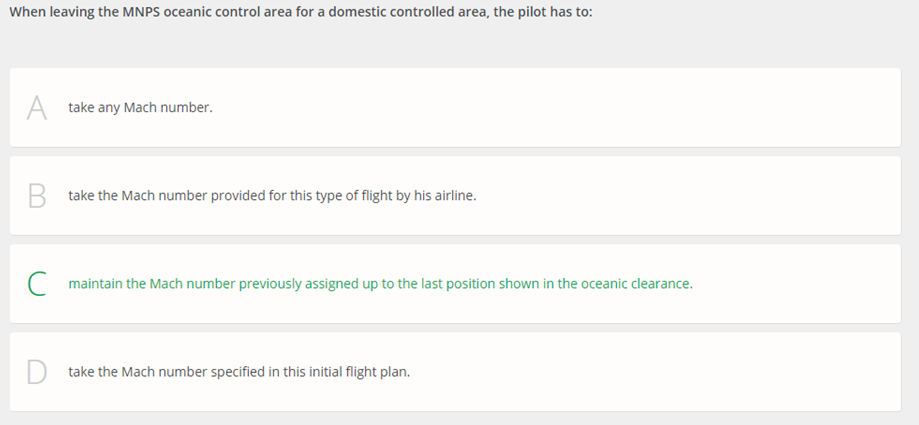 When leaving the MNPS oceanic control area for a domestic controlled area, the pilot has to:
A take any Mach number.
B take the Mach number provided for this type of flight by his airline.
C maintain the Mach number previously assigned up to the last position shown in the oceanic clearance.
D take the Mach number specified in this initial flight plan.